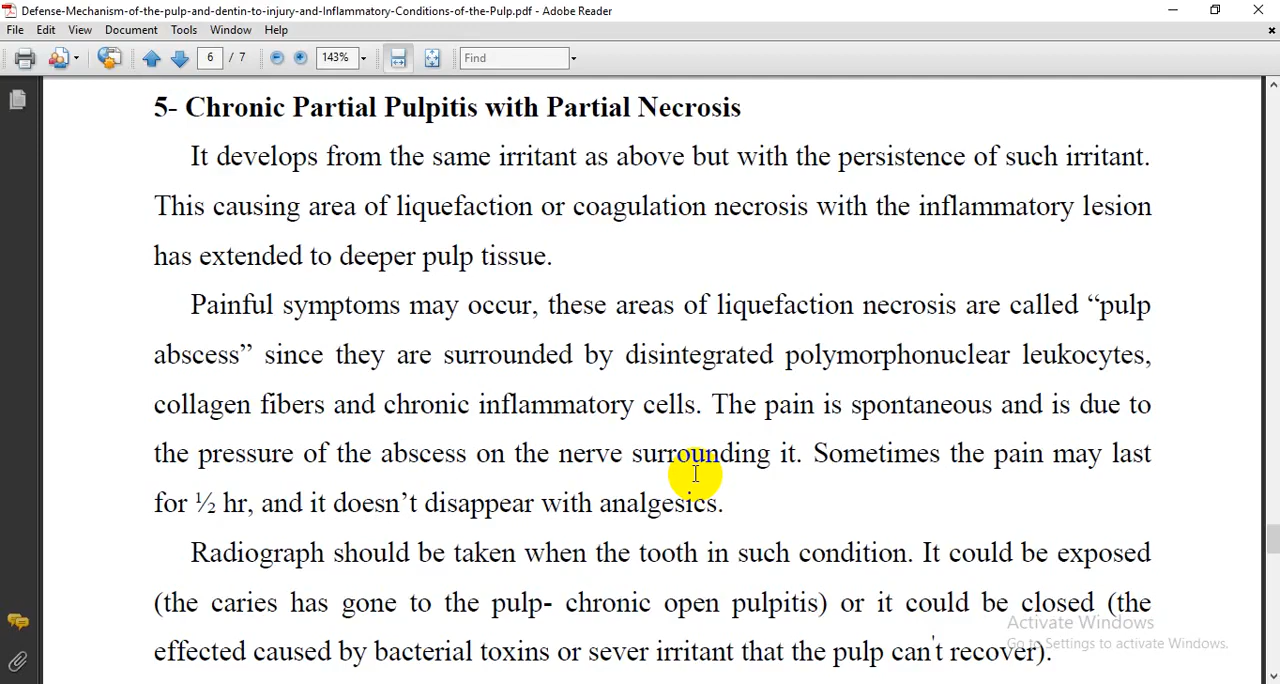 Defense-Mechanism-of-the-pulp-and-dentin-to-injury-and-Inflammatory-Conditions-of-the-Pulp.pdf - Adobe Reader
File Edit View Document Tools Window Help
6 / 7 143% Find
5- Chronic Partial Pulpitis with Partial Necrosis
It develops from the same irritant as above but with the persistence of such irritant.
This causing area of liquefaction or coagulation necrosis with the inflammatory lesion
has extended to deeper pulp tissue.
Painful symptoms may occur, these areas of liquefaction necrosis are called “pulp
abscess” since they are surrounded by disintegrated polymorphonuclear leukocytes,
collagen fibers and chronic inflammatory cells. The pain is spontaneous and is due to
the pressure of the abscess on the nerve surrounding it. Sometimes the pain may last
for ½ hr, and it doesn’t disappear with analgesics.
Radiograph should be taken when the tooth in such condition. It could be exposed
(the caries has gone to the pulp- chronic open pulpitis) or it could be closed (the
effected caused by bacterial toxins or sever irritant that the pulp can't recover).
Activate Windows
Go to Settings to activate Windows.